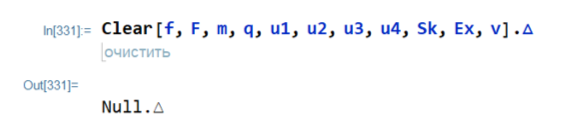 In[331]:= Clear[f, F, m, q, u1, u2, u3, u4, Sk, Ex, v].△
очистить
Out[331]=
Null.△